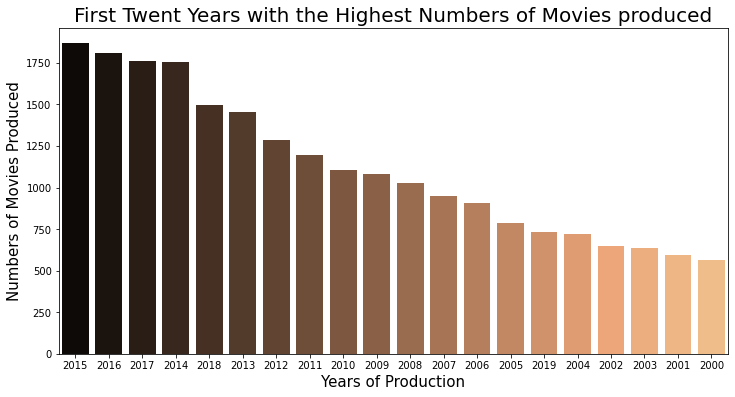 First Twent Years with the Highest Numbers of Movies produced
Numbers of Movies Produced
1750
1500
1250
1000
750
500
250
0
2015 2016 2017 2014 2018 2013 2012 2011 2010 2009 2008 2007 2006 2005 2019 2004 2002 2003 2001 2000
Years of Production